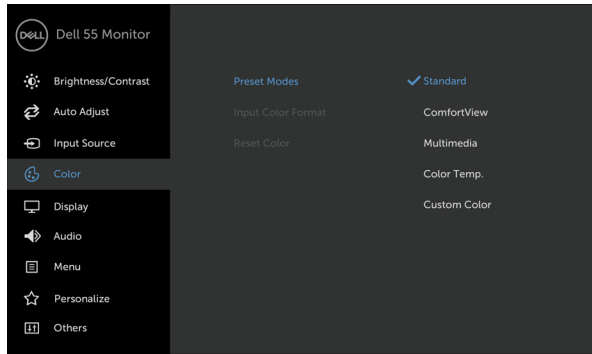 DELL Dell 55 Monitor
Brightness/Contrast
Auto Adjust
Input Source
Color
Display
Audio
Menu
Personalize
Others
Preset Modes
Input Color Format
Reset Color
Standard
ComfortView
Multimedia
Color Temp.
Custom Color